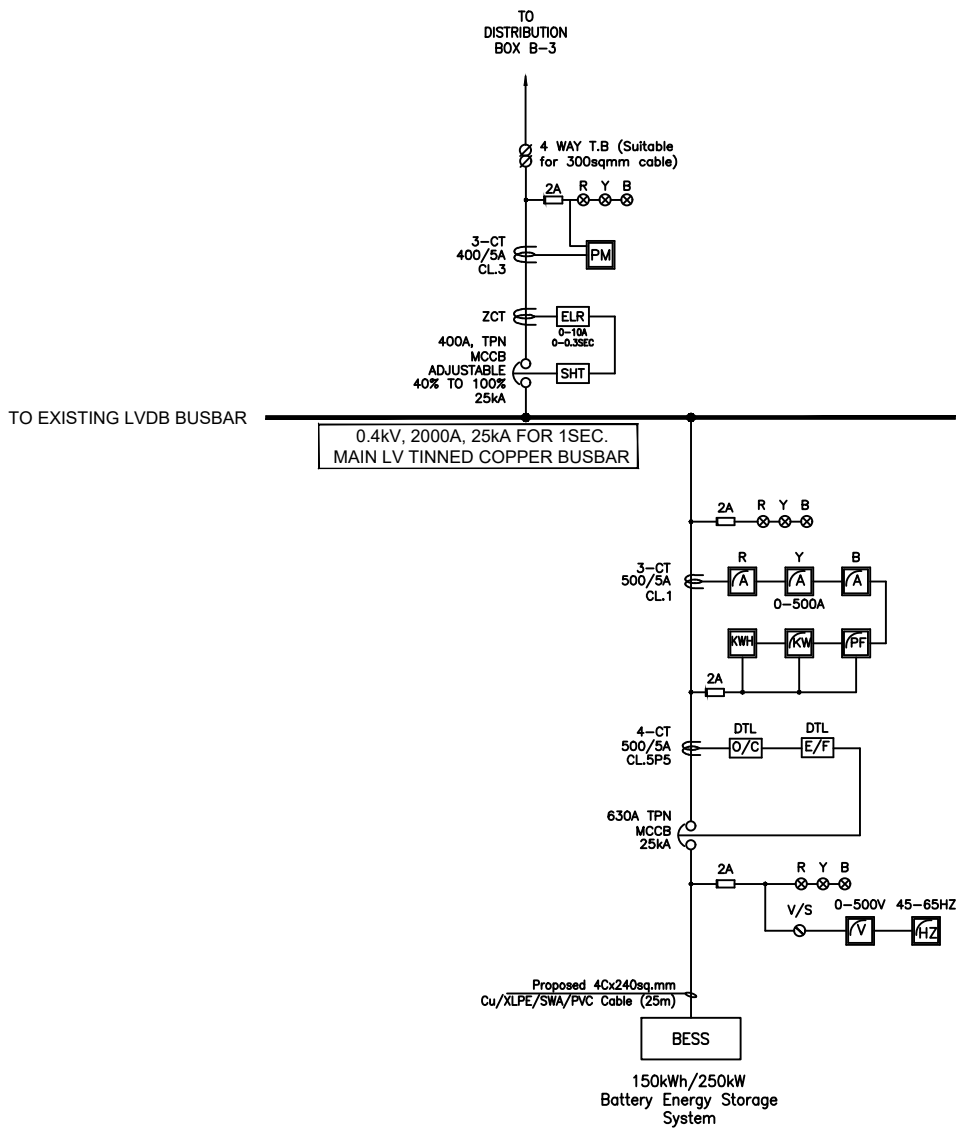 TO
DISTRIBUTION
BOX B-3
4 WAY T.B (Suitable
for 300sqmm cable)
2A
R Y B
3-CT
400/5A
CL.3
PM
ZCT
ELR
0-10A
0-0.3SEC
400A, TPN
MCCB
ADJUSTABLE
40% TO 100%
25kA
SHT
TO EXISTING LVDB BUSBAR
0.4kV, 2000A, 25kA FOR 1SEC.
MAIN LV TINNED COPPER BUSBAR
2A
R Y B
3-CT
500/5A
CL.1
R Y B
A A A
0-500A
KWH KW PF
2A
4-CT
500/5A
CL.5P5
DTL DTL
O/C E/F
630A TPN
MCCB
25kA
2A
R Y B
V/S 0-500V 45-65HZ
V HZ
Proposed 4Cx240sq.mm
Cu/XLPE/SWA/PVC Cable (25m)
BESS
150kWh/250kW
Battery Energy Storage
System